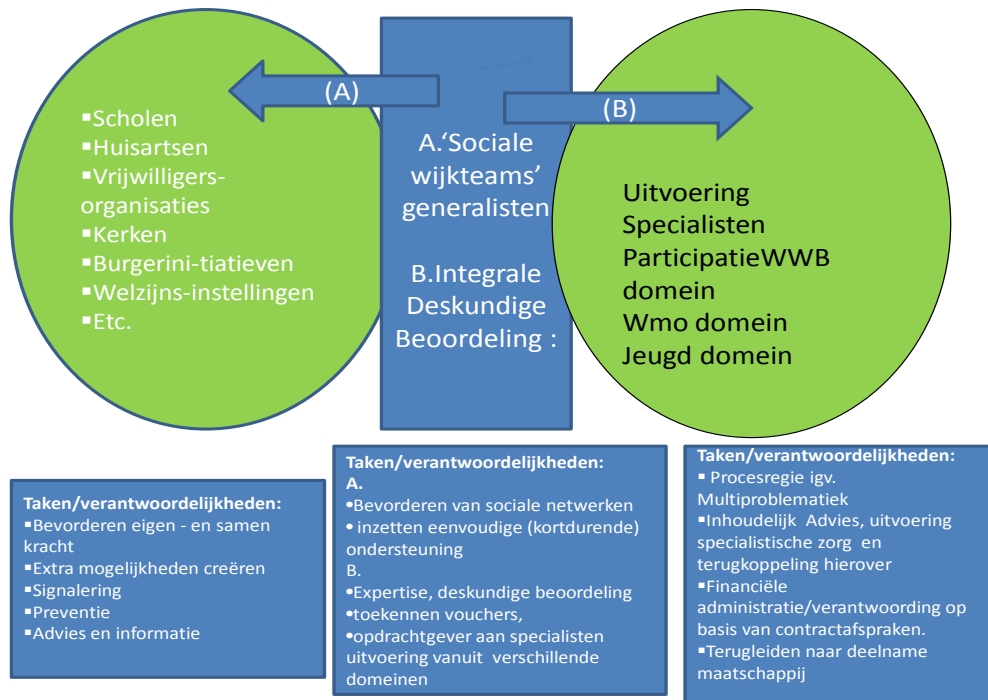 (A)
▪Scholen
▪Huisartsen
▪Vrijwilligers-
organisaties
▪Kerken
▪Burgerini-tiatieven
▪Welzijns-instellingen
▪Etc.
A.‘Sociale
wijkteams’
generalisten
B.Integrale
Deskundige
Beoordeling :
(B)
Uitvoering
Specialisten
ParticipatieWWB
domein
Wmo domein
Jeugd domein
Taken/verantwoordelijkheden:
▪Bevorderen eigen - en samen
kracht
▪Extra mogelijkheden creëren
▪Signalering
▪Preventie
▪Advies en informatie
Taken/verantwoordelijkheden:
A.
•Bevorderen van sociale netwerken
• inzetten eenvoudige (kortdurende)
ondersteuning
B.
•Expertise, deskundige beoordeling
•toekennen vouchers,
•opdrachtgever aan specialisten
uitvoering vanuit verschillende
domeinen
Taken/verantwoordelijkheden:
▪ Procesregie igv.
Multiproblematiek
▪Inhoudelijk Advies, uitvoering
specialistische zorg en
terugkoppeling hierover
▪Financiële
administratie/verantwoording op
basis van contractafspraken.
▪Terugleiden naar deelname
maatschappij